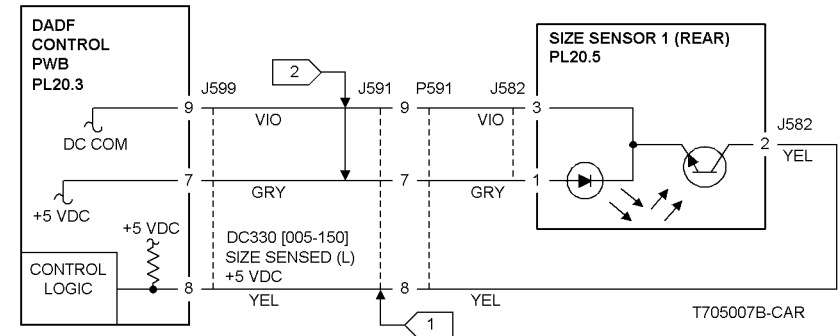 DADF
CONTROL
PWB
PL20.3
SIZE SENSOR 1 (REAR)
PL20.5
2
J599
J591
P591
J582
9
9
3
VIO
VIO
DC COM
J582
2
YEL
7
7
1
GRY
GRY
+5 VDC
+5 VDC
DC330 [005-150]
SIZE SENSED (L)
+5 VDC
CONTROL
LOGIC
8
8
YEL
YEL
1
T705007B-CAR